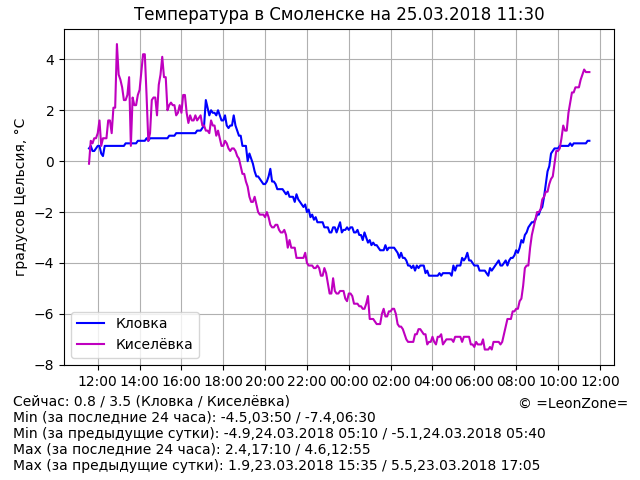 Температура в Смоленске на 25.03.2018 11:30
градусов Цельсия, °C
4
2
0
−2
−4
−6
−8
Кловка
Киселёвка
12:00 14:00 16:00 18:00 20:00 22:00 00:00 02:00 04:00 06:00 08:00 10:00 12:00
Сейчас: 0.8 / 3.5 (Кловка / Киселёвка)
© =LeonZone=
Min (за последние 24 часа): -4.5,03:50 / -7.4,06:30
Min (за предыдущие сутки): -4.9,24.03.2018 05:10 / -5.1,24.03.2018 05:40
Max (за последние 24 часа): 2.4,17:10 / 4.6,12:55
Max (за предыдущие сутки): 1.9,23.03.2018 15:35 / 5.5,23.03.2018 17:05